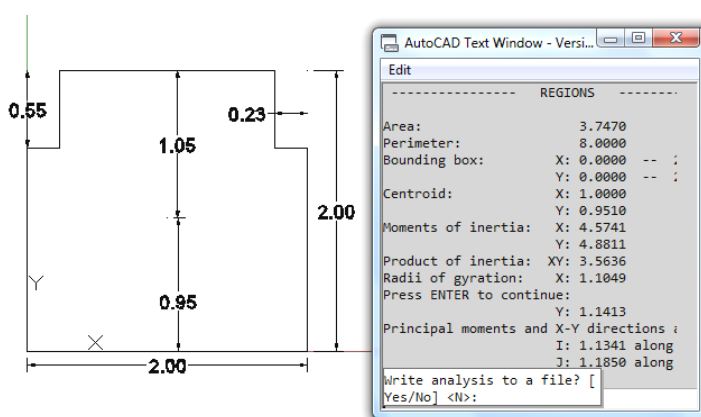 0.55
0.23
1.05
2.00
0.95
2.00
Y
X
AutoCAD Text Window - Versi...
Edit
---------------- REGIONS -------
Area: 3.7470
Perimeter: 8.0000
Bounding box: X: 0.0000 --
Y: 0.0000 --
Centroid: X: 1.0000
Y: 0.9510
Moments of inertia: X: 4.5741
Y: 4.8811
Product of inertia: XY: 3.5636
Radii of gyration: X: 1.1049
Press ENTER to continue:
Y: 1.1413
Principal moments and X-Y directions
I: 1.1341 along
J: 1.1850 along
Write analysis to a file? [
Yes/No] <N>: